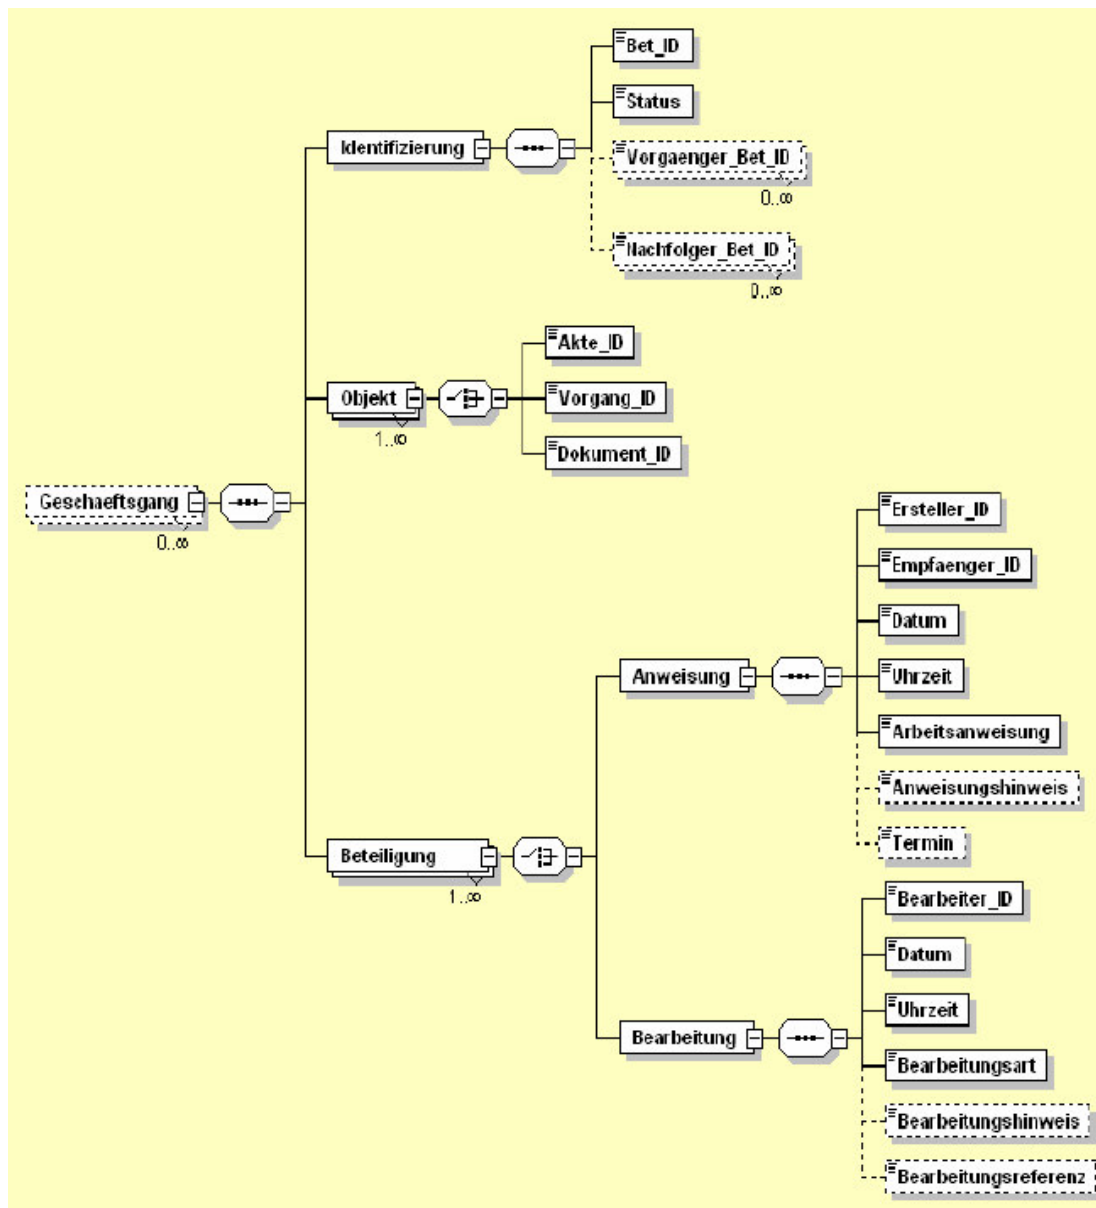 Bet_ID
Status
Identifizierung
Vorgaenger_Bet_ID
0..∞
Nachfolger_Bet_ID
0..∞
Akte_ID
Objekt
Vorgang_ID
1..∞
Dokument_ID
Geschaeftsgang
0..∞
Ersteller_ID
Empfaenger_ID
Datum
Anweisung
Uhrzeit
Arbeitsanweisung
Anweisungshinweis
Termin
Beteiligung
1..∞
Bearbeiter_ID
Datum
Uhrzeit
Bearbeitung
Bearbeitungsart
Bearbeitungshinweis
Bearbeitungsreferenz